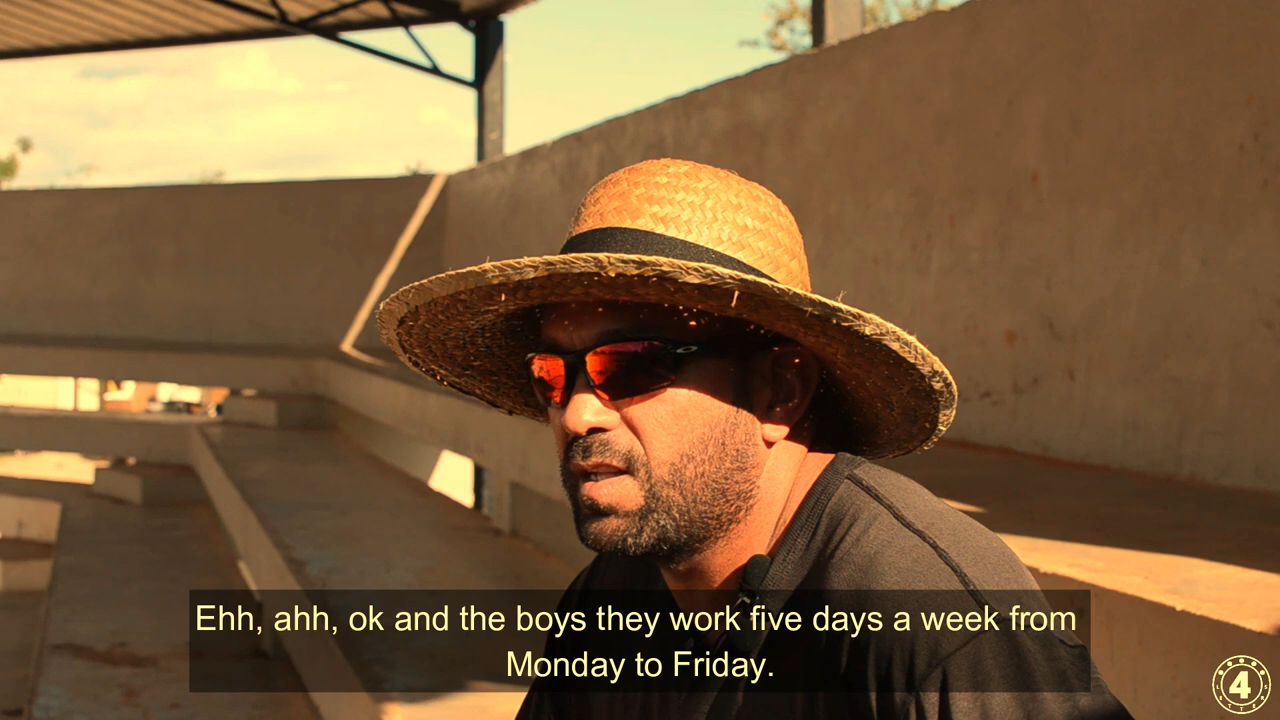 Ehh, ahh, ok and the boys they work five days a week from
Monday to Friday.
4